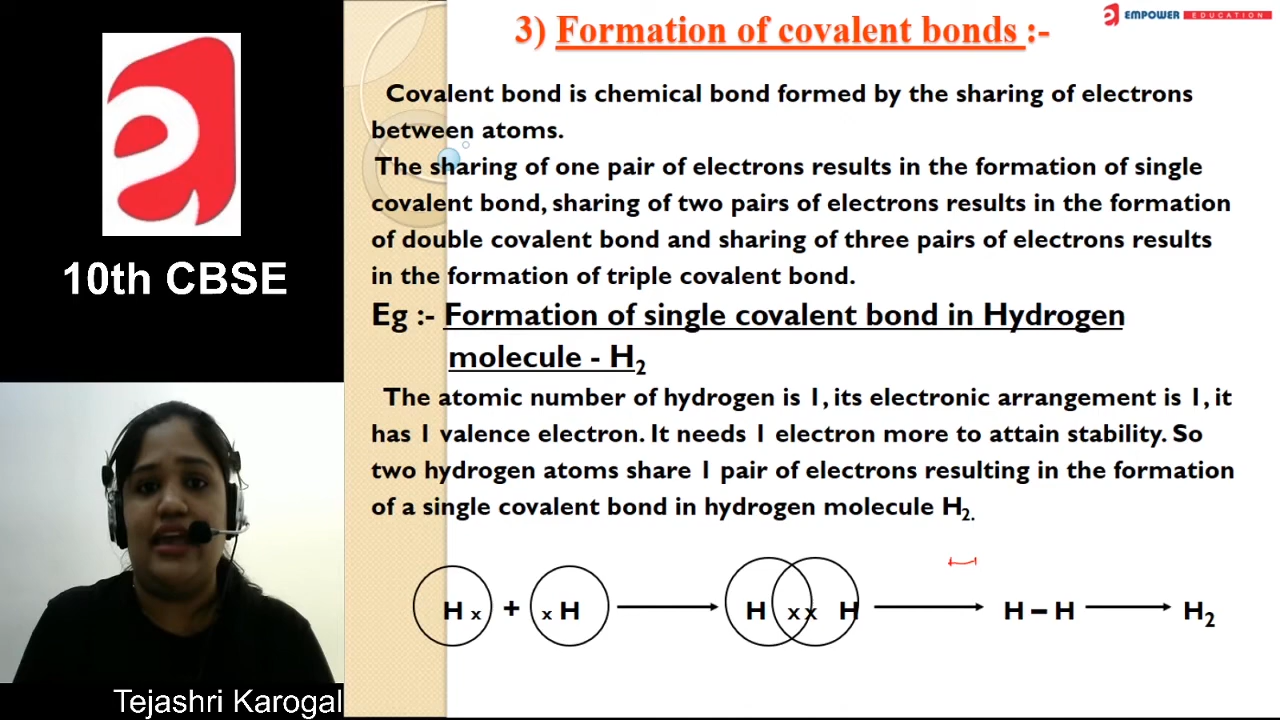 3) Formation of covalent bonds :-
EMPOWER EDUCATION
Covalent bond is chemical bond formed by the sharing of electrons
between atoms.
The sharing of one pair of electrons results in the formation of single
covalent bond, sharing of two pairs of electrons results in the formation
of double covalent bond and sharing of three pairs of electrons results
in the formation of triple covalent bond.
Eg :- Formation of single covalent bond in Hydrogen
molecule - H₂
The atomic number of hydrogen is 1, its electronic arrangement is 1, it
has 1 valence electron. It needs 1 electron more to attain stability. So
two hydrogen atoms share 1 pair of electrons resulting in the formation
of a single covalent bond in hydrogen molecule H₂.
H x + x H H x x H H – H H₂
10th CBSE
Tejashri Karogal